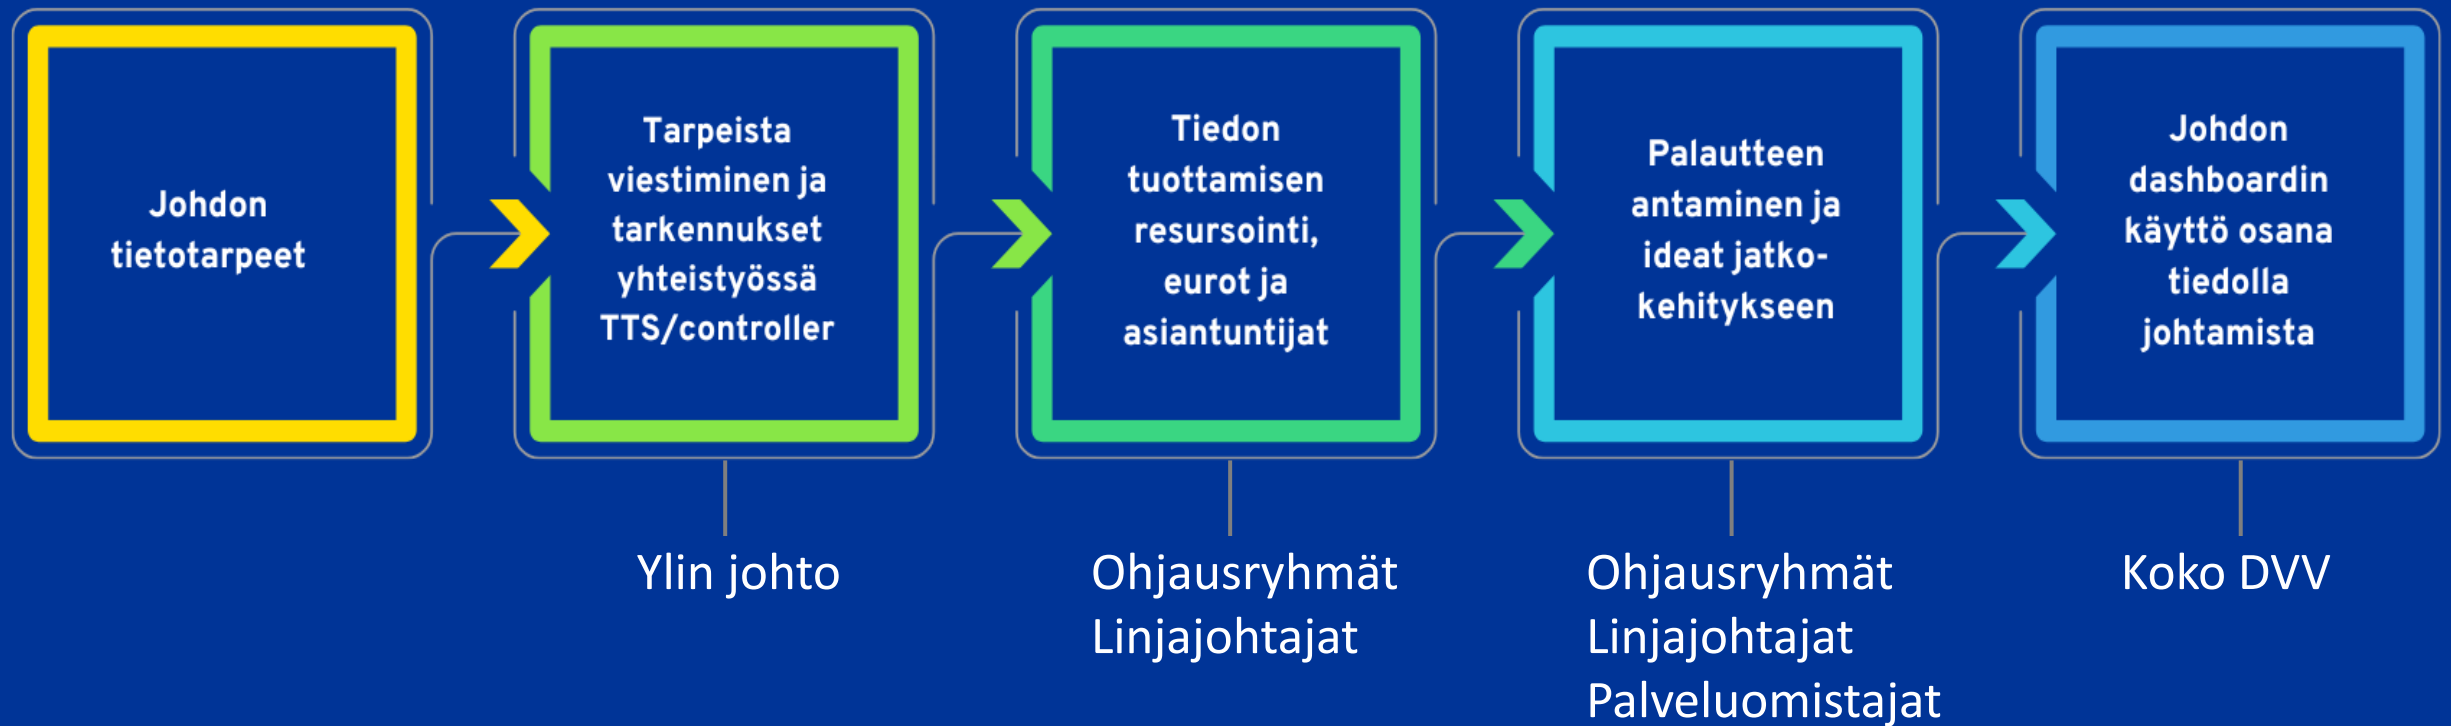 Johdon
tietotarpeet
Tarpeista
viestiminen ja
tarkennukset
yhteistyössä
TTS/controller
Tiedon
tuottamisen
resursointi,
eurot ja
asiantuntijat
Palautteen
antaminen ja
ideat jatko-
kehitykseen
Johdon
dashboardin
käyttö osana
tiedolla
johtamista
Ylin johto
Ohjausryhmät
Linjajohtajat
Ohjausryhmät
Linjajohtajat
Palveluomistajat
Koko DVV